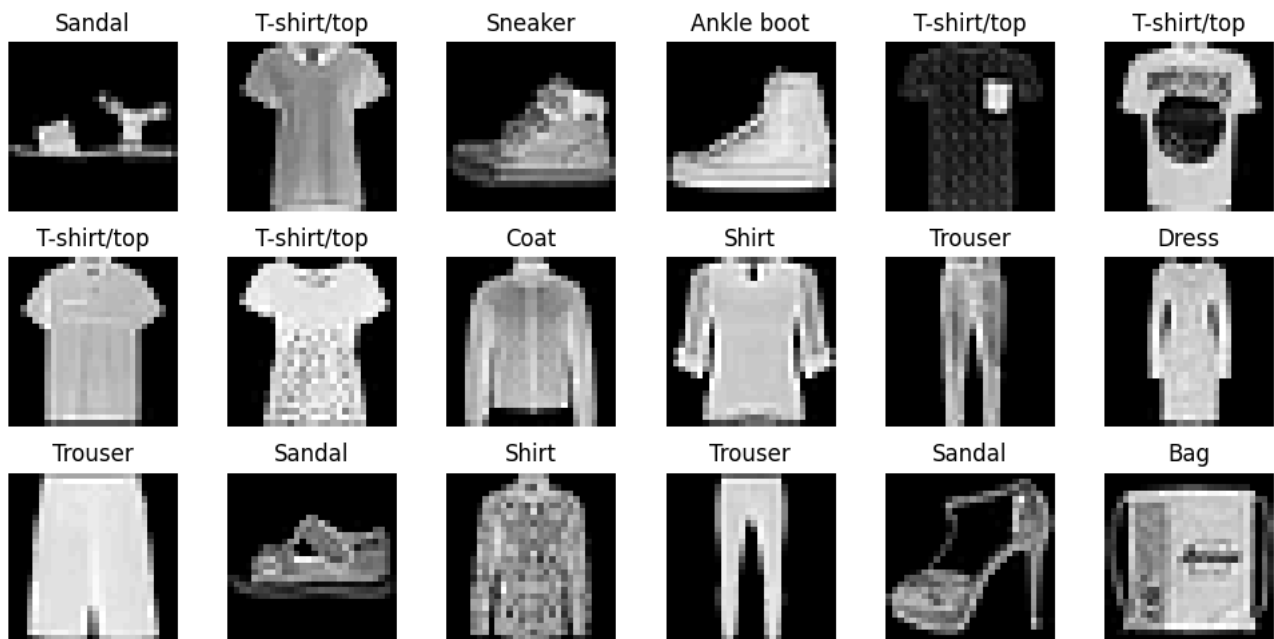 Sandal T-shirt/top Sneaker Ankle boot T-shirt/top T-shirt/top
T-shirt/top T-shirt/top Coat Shirt Trouser Dress
Trouser Sandal Shirt Trouser Sandal Bag